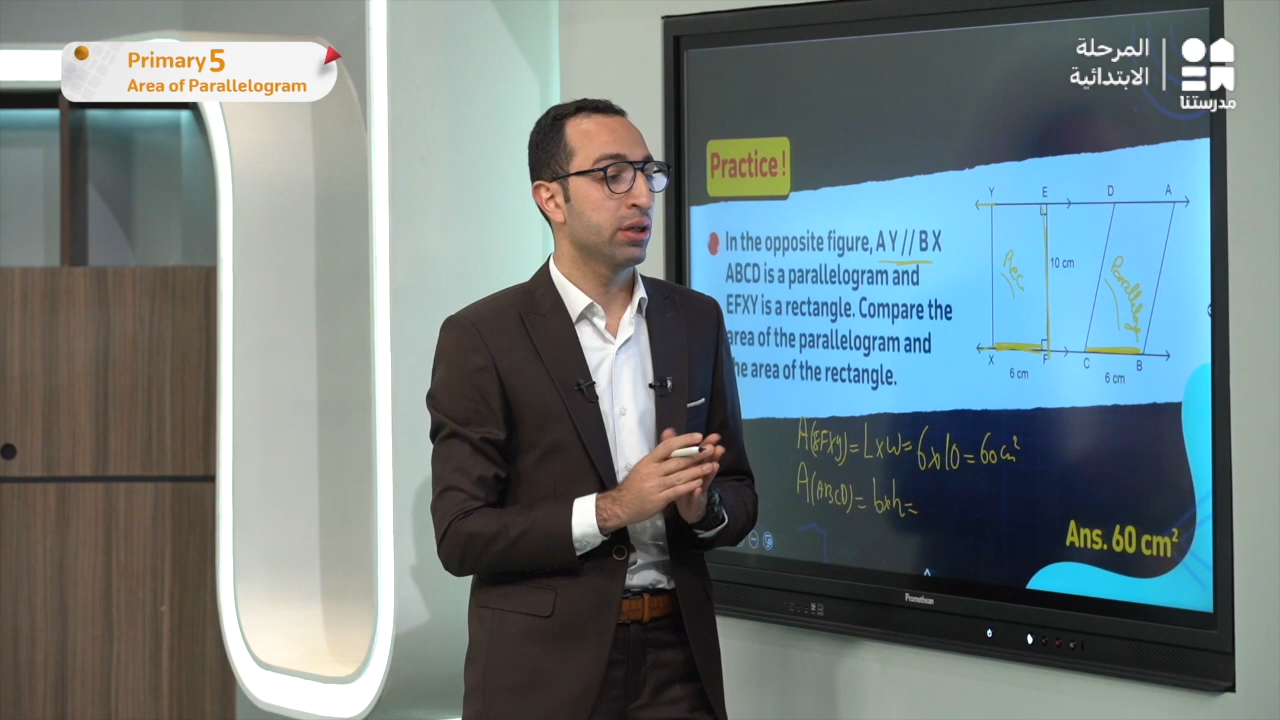 Primary 5
Area of Parallelogram
المرحلة
الابتدائية
مدرستنا
Practice !
In the opposite figure, A Y // B X
ABCD is a parallelogram and
EFXY is a rectangle. Compare the
area of the parallelogram and
the area of the rectangle.
Y E D A
10 cm
Rec
Parallelog
X F C B
6 cm 6 cm
A(EFXY) = L x W = 6 x 10 = 60 cm²
A(ABCD) = b x h =
Ans. 60 cm²
Promethean